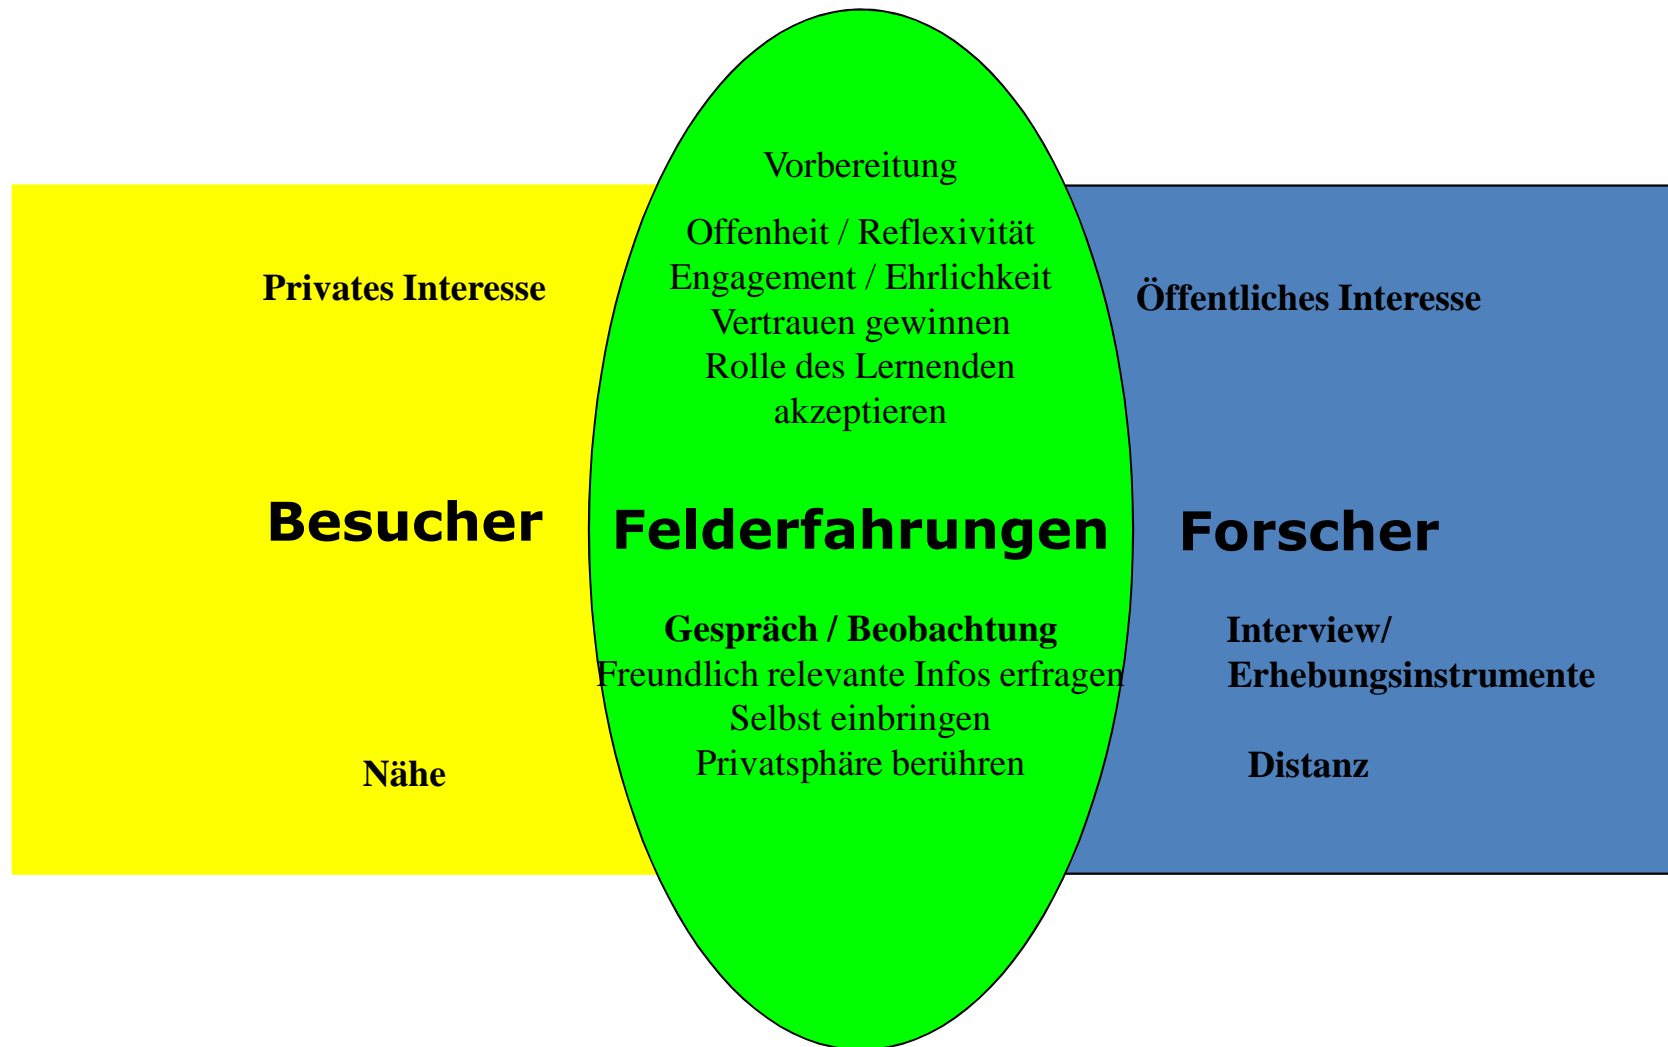 Privates Interesse
Besucher
Nähe
Vorbereitung
Offenheit / Reflexivität
Engagement / Ehrlichkeit
Vertrauen gewinnen
Rolle des Lernenden
akzeptieren
Felderfahrungen
Gespräch / Beobachtung
Freundlich relevante Infos erfragen
Selbst einbringen
Privatsphäre berühren
Öffentliches Interesse
Forscher
Interview/
Erhebungsinstrumente
Distanz